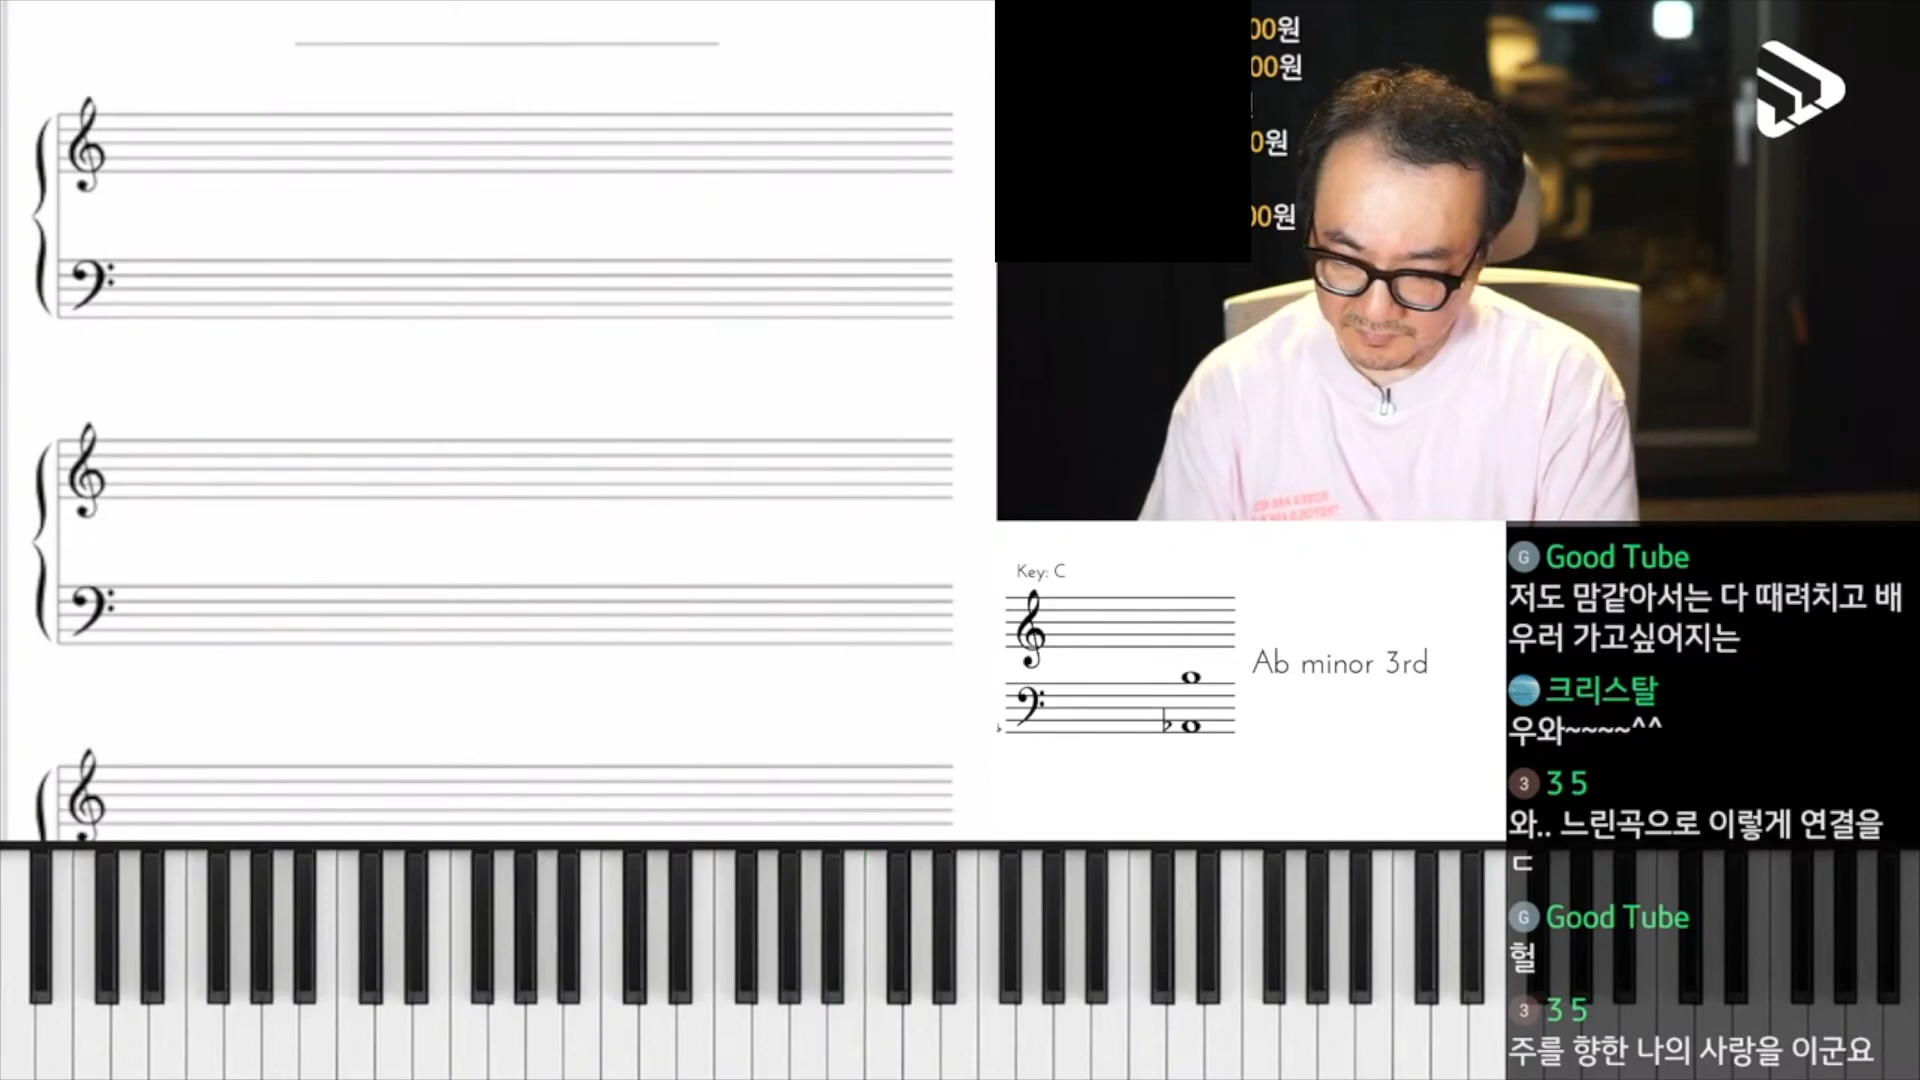 00원
00원
0원
00원
Key: C
Ab minor 3rd
G Good Tube
저도 맘같아서는 다 때려치고 배
우러 가고싶어지는
크리스탈
우와~~~~^^
3 3 5
와.. 느린곡으로 이렇게 연결을
ㄷ
G Good Tube
헐
3 3 5
주를 향한 나의 사랑을 이군요